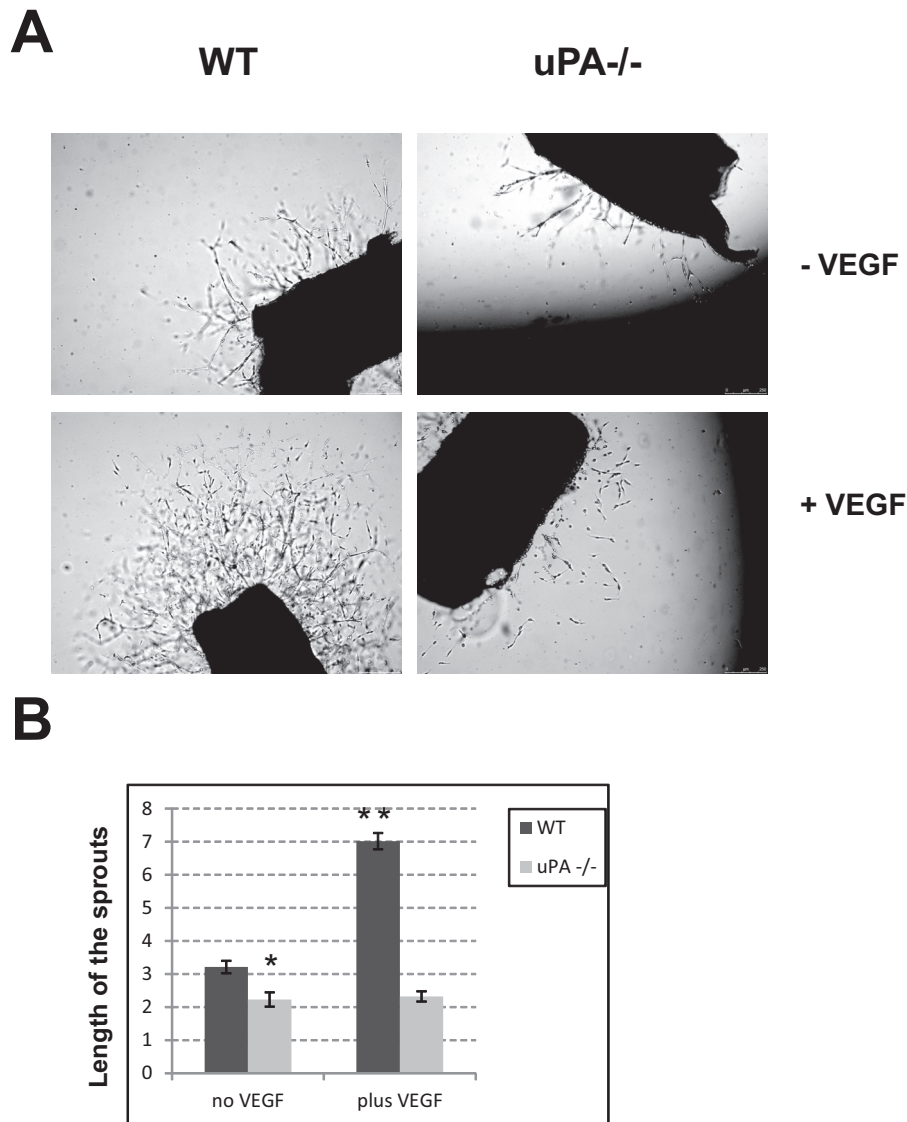 A
WT uPA-/-
- VEGF
+ VEGF
B
Length of the sprouts
8
7
6
5
4
3
2
1
0
**
*
no VEGF plus VEGF
WT
uPA -/-